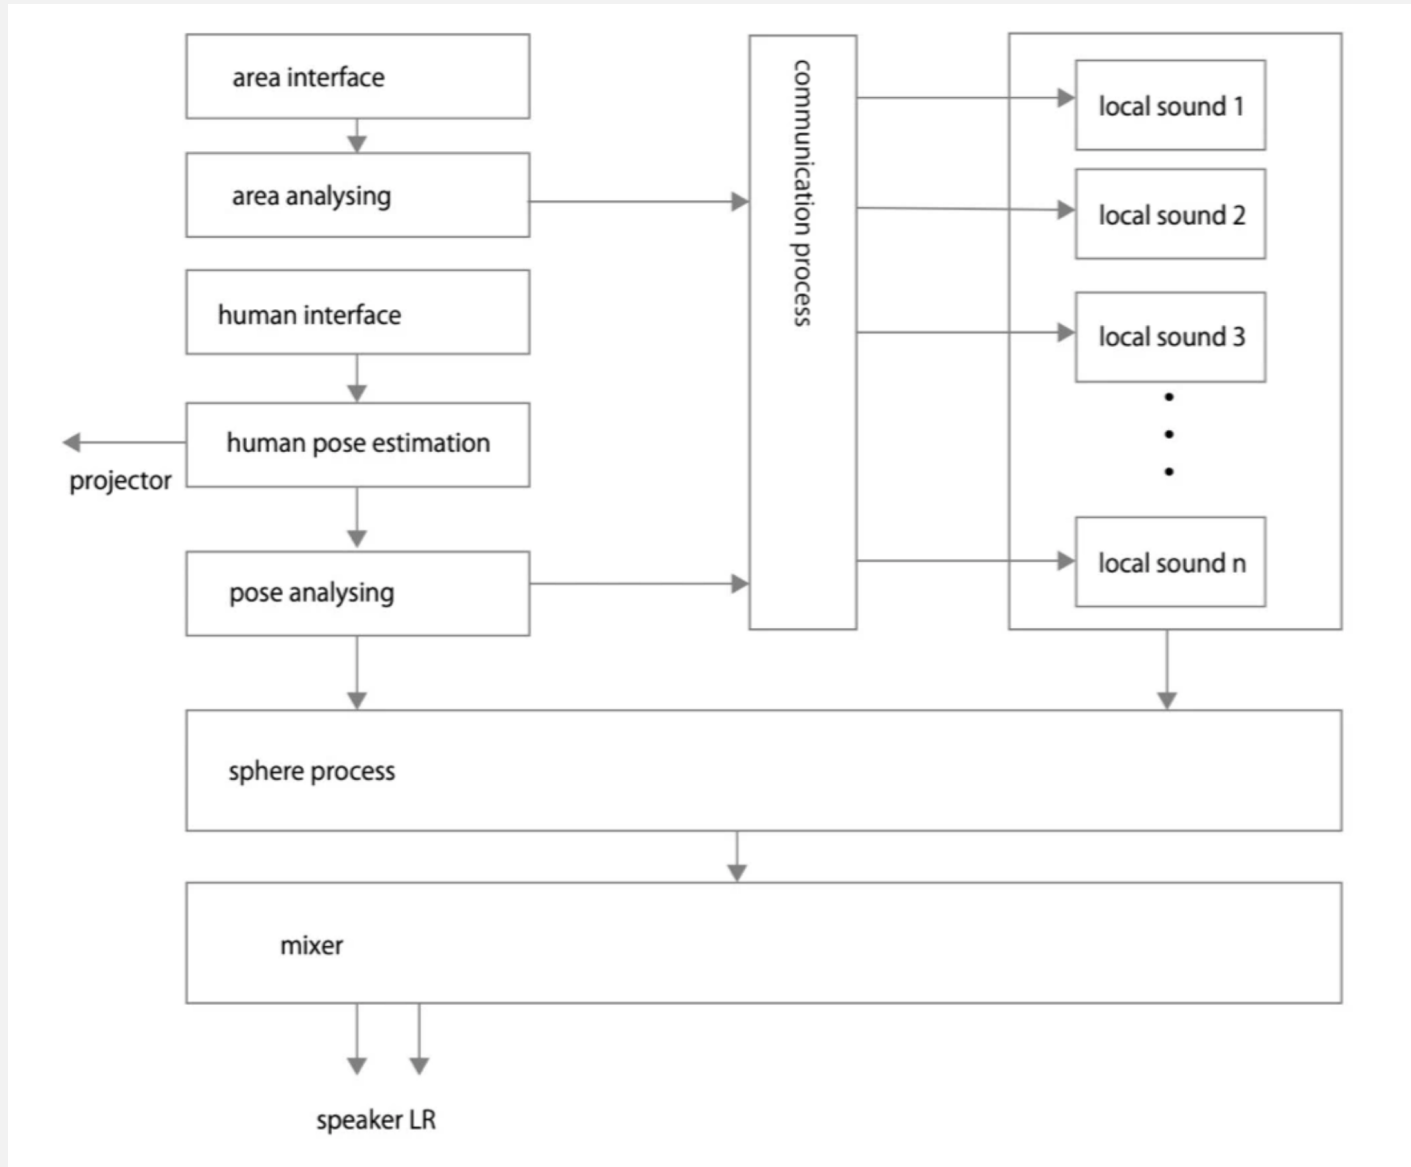 area interface
area analysing
human interface
human pose estimation
projector
pose analysing
communication process
local sound 1
local sound 2
local sound 3
local sound n
sphere process
mixer
speaker LR